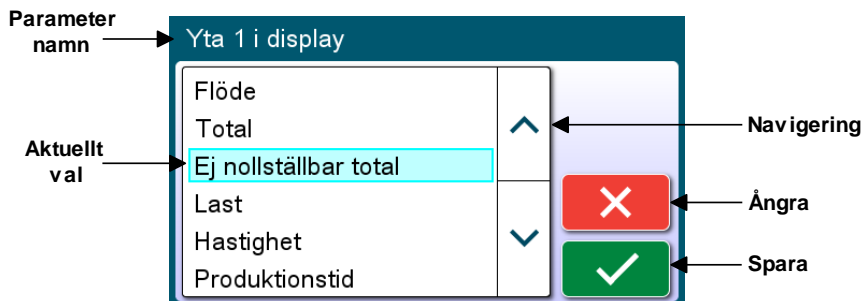 Parameter
namn
Yta 1 i display
Flöde
Total
Navigering
Aktuellt
val
Ej nollställbar total
Last
Ångra
Hastighet
Spara
Produktionstid